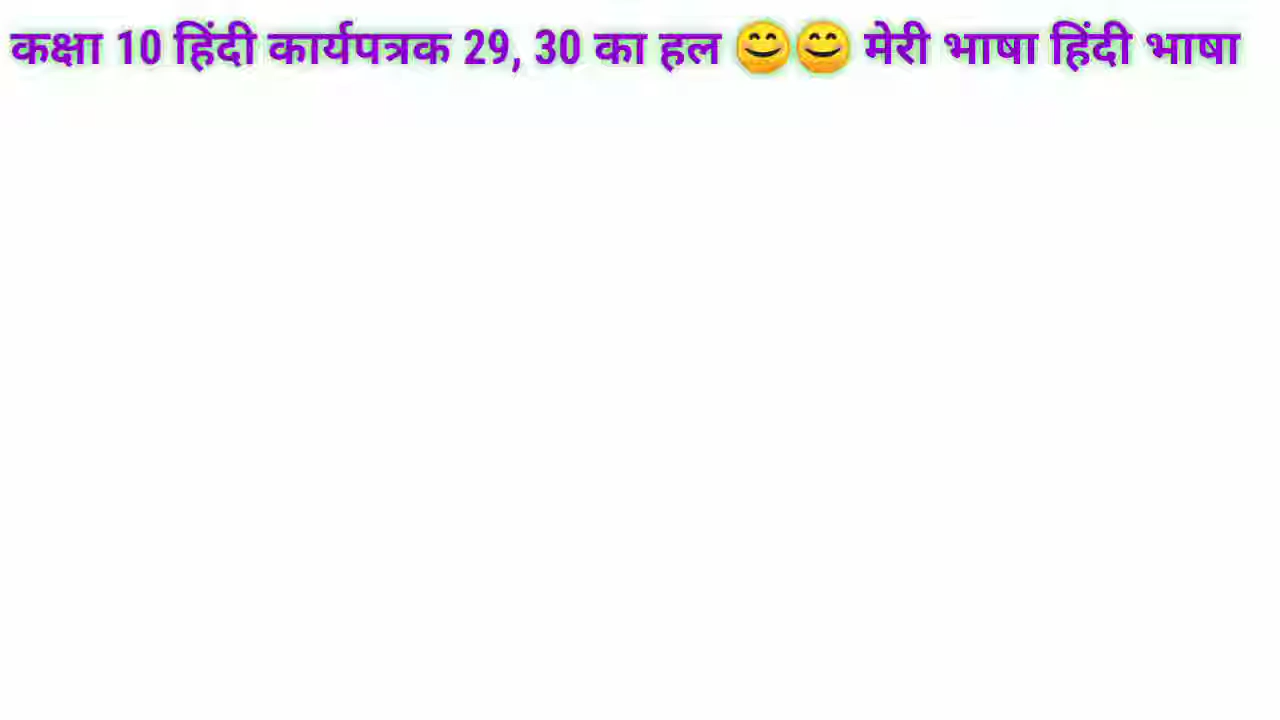 कक्षा 10 हिंदी कार्यपत्रक 29, 30 का हल 😊😊 मेरी भाषा हिंदी भाषा